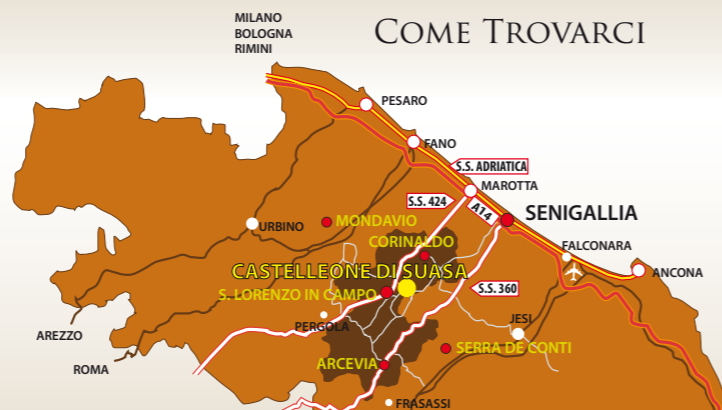 MILANO
BOLOGNA
RIMINI
COME TROVARCI
PESARO
FANO
S.S. ADRIATICA
MAROTTA
S.S. 424
A14
SENIGALLIA
URBINO
MONDAVIO
CORINALDO
FALCONARA
CASTELLEONE DI SUASA
ANCONA
S. LORENZO IN CAMPO
S.S. 360
PERGOLA
JESI
AREZZO
SERRA DE CONTI
ROMA
ARCEVIA
FRASASSI